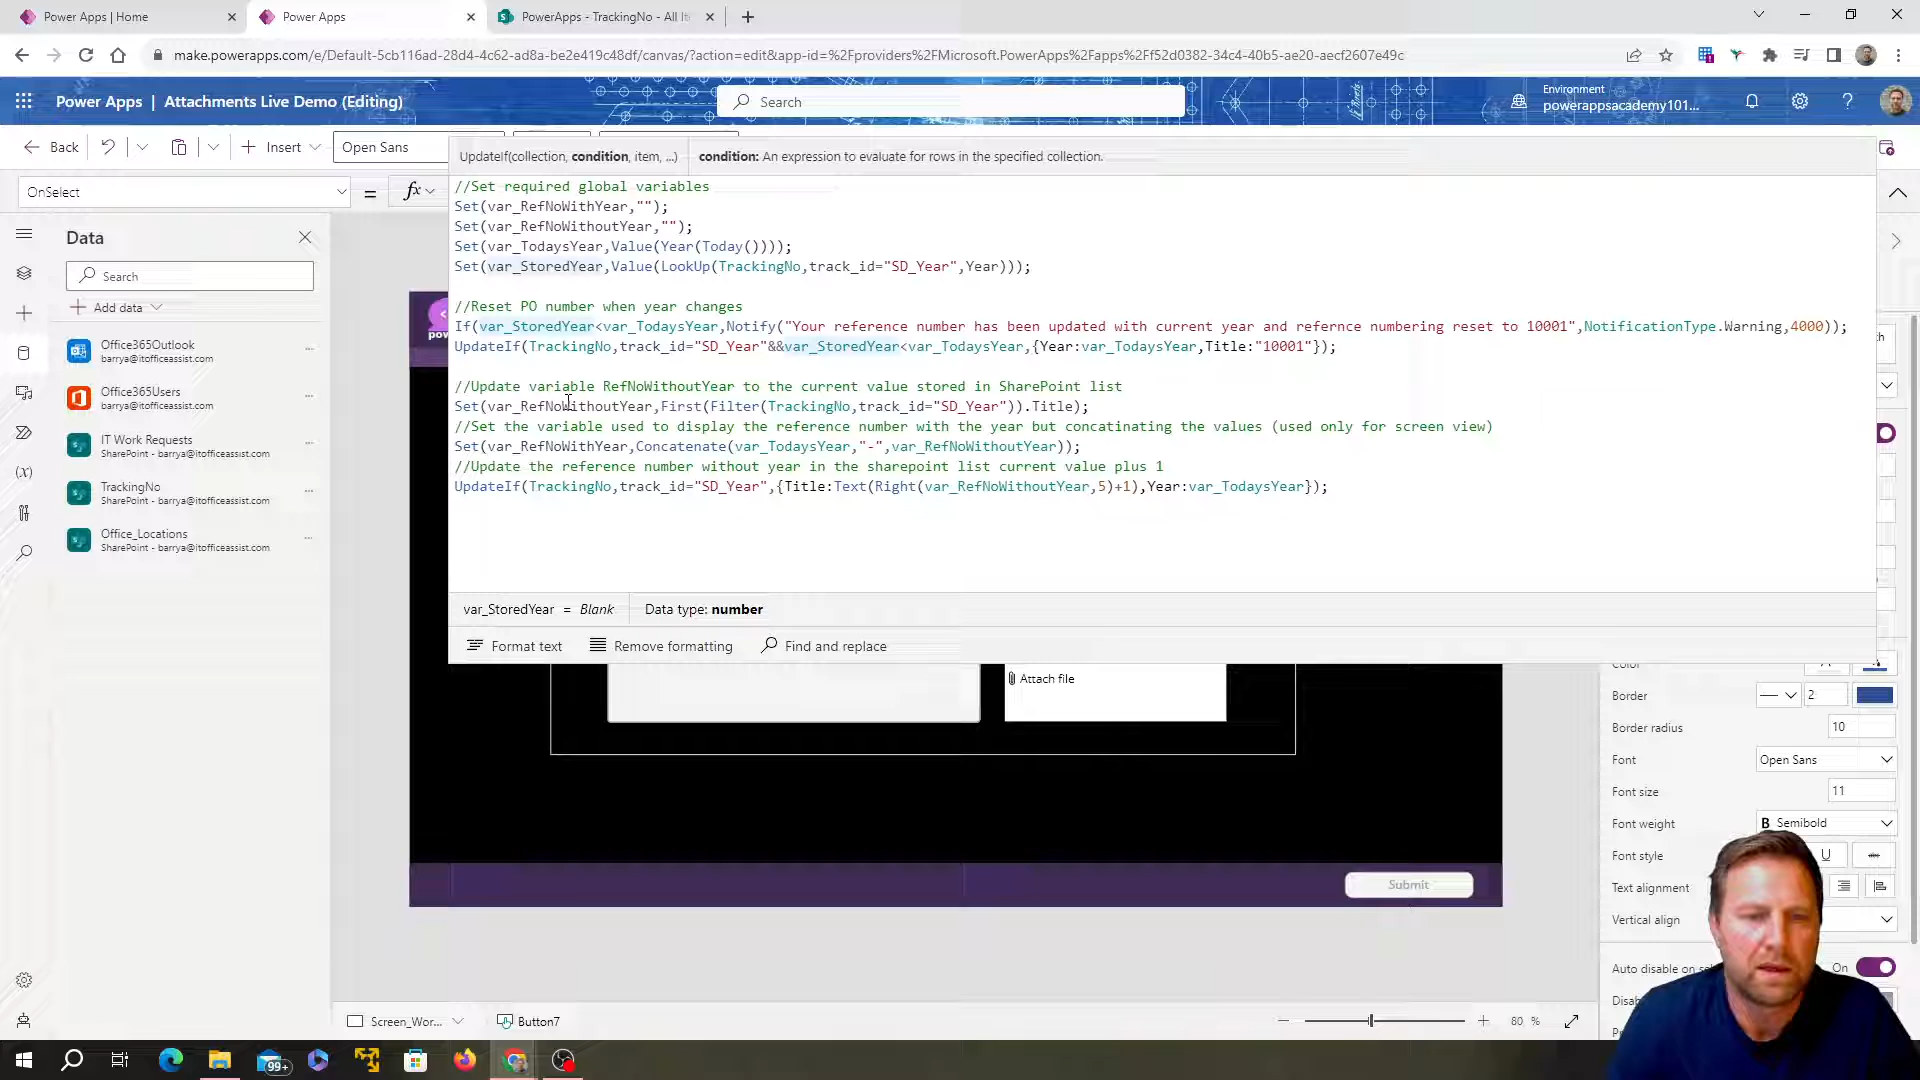 Power Apps | Home
Power Apps
PowerApps - TrackingNo - All It
make.powerapps.com/e/Default-5cb116ad-28d4-4c62-ad8a-be2e419c48df/canvas/?action=edit&app-id=%2Fproviders%2FMicrosoft.PowerApps%2Fapps%2Ff52d0382-34c4-40b5-ae20-aecf2607e49c
Power Apps | Attachments Live Demo (Editing)
Search
Environment
powerappsacademy101...
Back
Insert
Open Sans
UpdateIf(collection, condition, item, ...)
condition: An expression to evaluate for rows in the specified collection.
OnSelect
=
fx
//Set required global variables
Set(var_RefNoWithYear,"");
Set(var_RefNoWithoutYear,"");
Set(var_TodaysYear,Value(Year(Today())));
Set(var_StoredYear,Value(LookUp(TrackingNo,track_id="SD_Year",Year)));
//Reset PO number when year changes
If(var_StoredYear<var_TodaysYear,Notify("Your reference number has been updated with current year and refernce numbering reset to 10001",NotificationType.Warning,4000));
UpdateIf(TrackingNo,track_id="SD_Year"&&var_StoredYear<var_TodaysYear,{Year:var_TodaysYear,Title:"10001"});
//Update variable RefNoWithoutYear to the current value stored in SharePoint list
Set(var_RefNoWithoutYear,First(Filter(TrackingNo,track_id="SD_Year")).Title);
//Set the variable used to display the reference number with the year but concatinating the values (used only for screen view)
Set(var_RefNoWithYear,Concatenate(var_TodaysYear,"-",var_RefNoWithoutYear));
//Update the reference number without year in the sharepoint list current value plus 1
UpdateIf(TrackingNo,track_id="SD_Year",{Title:Text(Right(var_RefNoWithoutYear,5)+1),Year:var_TodaysYear});
var_StoredYear = Blank
Data type: number
Format text
Remove formatting
Find and replace
Data
Search
Add data
Office365Outlook
barrya@itofficeassist.com
Office365Users
barrya@itofficeassist.com
IT Work Requests
SharePoint - barrya@itofficeassist.com
TrackingNo
SharePoint - barrya@itofficeassist.com
Office_Locations
SharePoint - barrya@itofficeassist.com
pow
Attach file
Submit
Color
Border
2
Border radius
10
Font
Open Sans
Font size
11
Font weight
B Semibold
Font style
Text alignment
Vertical align
Auto disable on
On
Screen_Wor...
Button7
80 %
99+